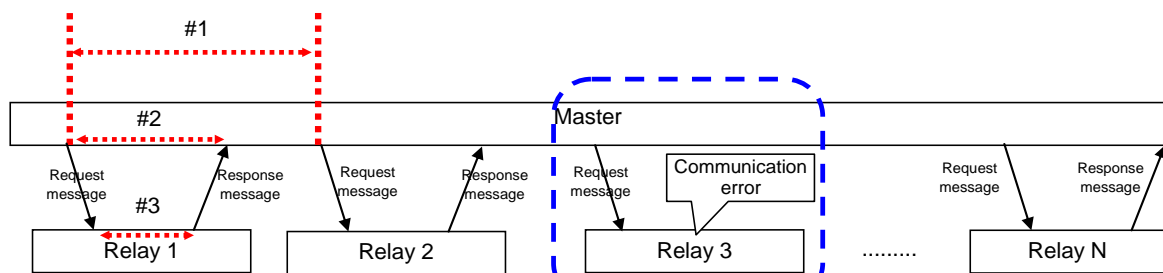 #1
#2
Master
Request
message
Response
message
Request
message
Response
message
Request
message
Communication
error
Request
message
Response
message
#3
Relay 1
Relay 2
Relay 3
.........
Relay N